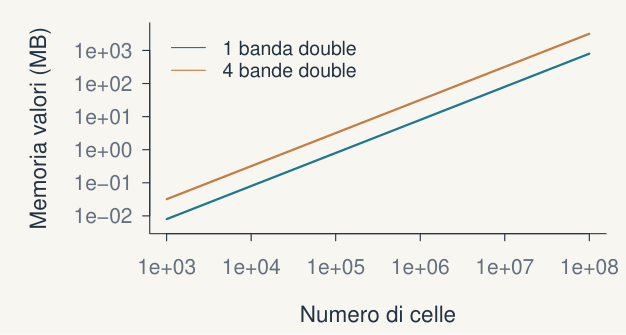 1 banda double
4 bande double
Memoria valori (MB)
1e+03
1e+02
1e+01
1e+00
1e−01
1e−02
1e+03 1e+04 1e+05 1e+06 1e+07 1e+08
Numero di celle